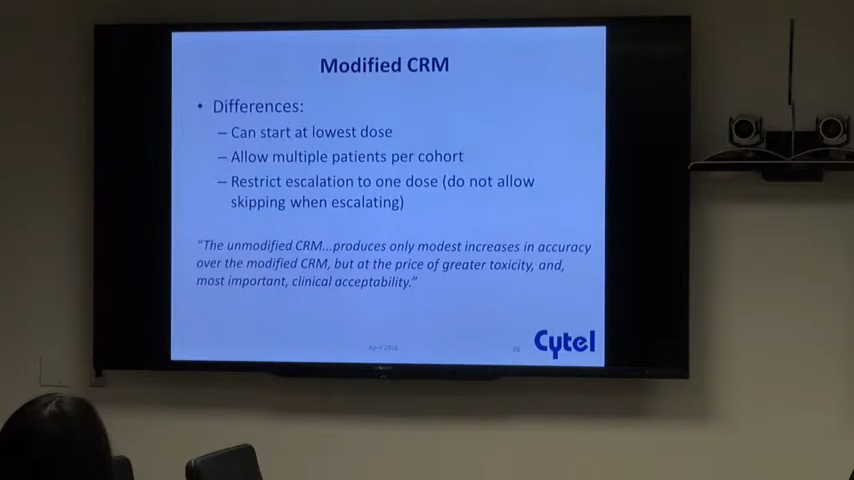 Modified CRM
• Differences:
– Can start at lowest dose
– Allow multiple patients per cohort
– Restrict escalation to one dose (do not allow
skipping when escalating)
“The unmodified CRM...produces only modest increases in accuracy
over the modified CRM, but at the price of greater toxicity, and,
most important, clinical acceptability.”
April 2016
Cytel